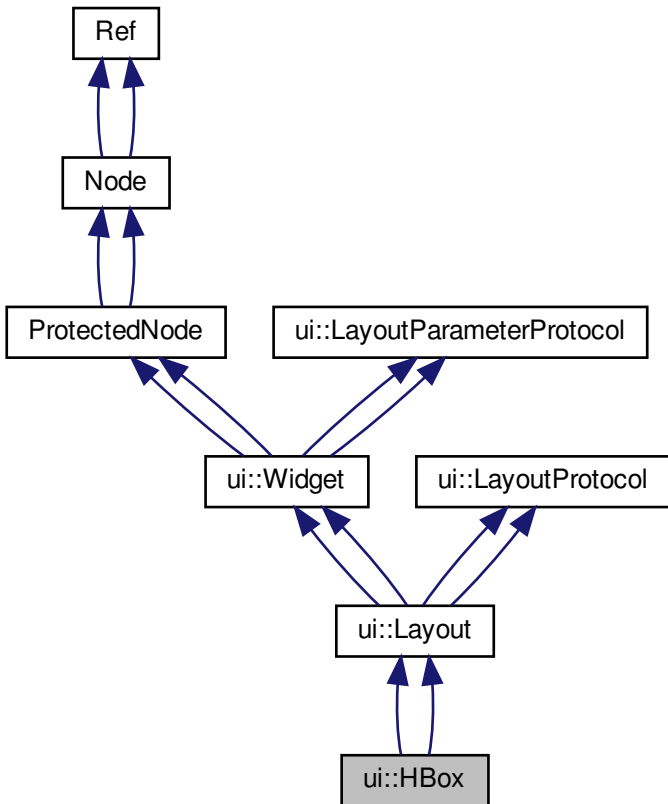 Ref
Node
ProtectedNode
ui::LayoutParameterProtocol
ui::Widget
ui::LayoutProtocol
ui::Layout
ui::HBox